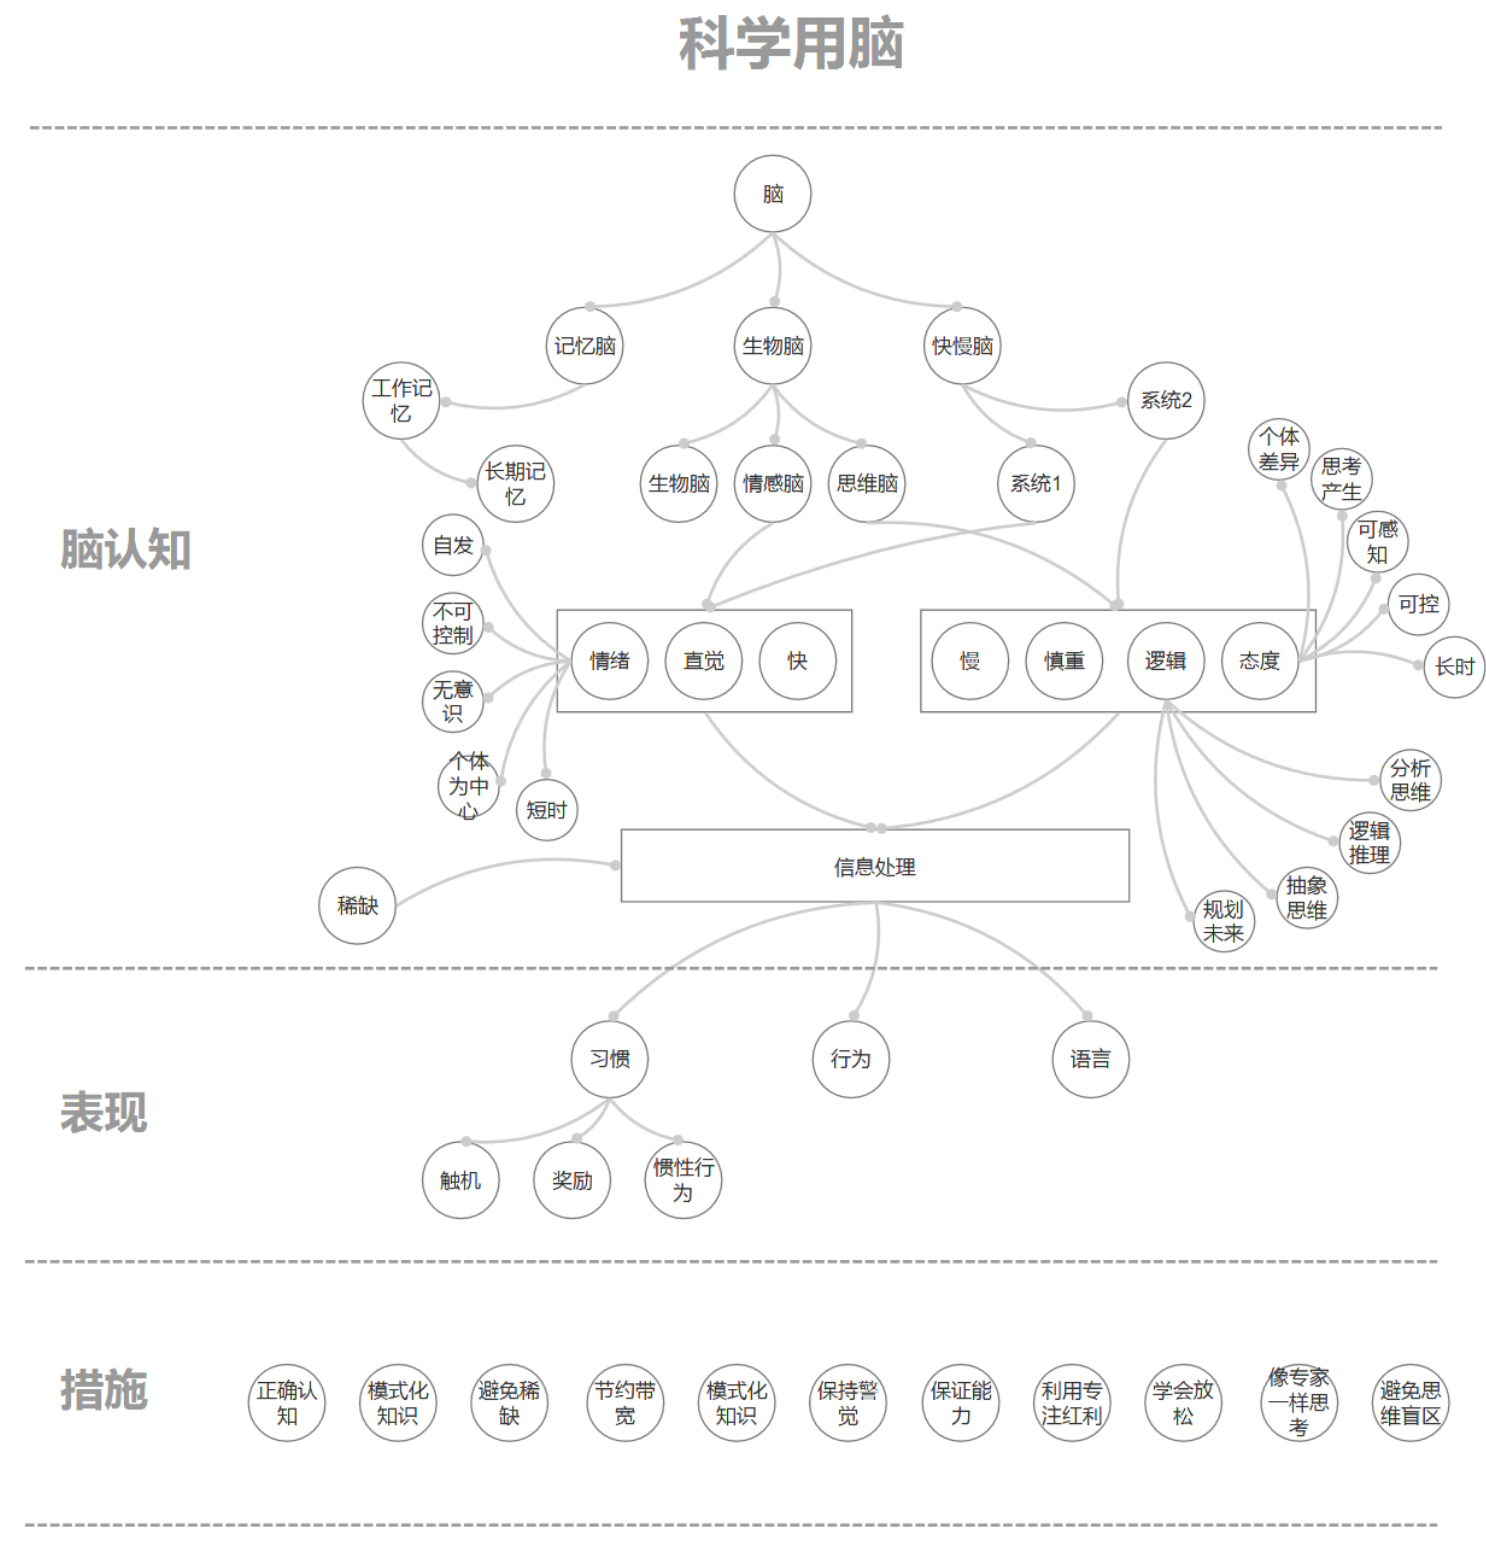 科学用脑
脑
记忆脑
生物脑
快慢脑
工作记
忆
系统2
长期记
忆
生物脑
情感脑
思维脑
系统1
个体
差异
思考
产生
可感
知
可控
长时
脑认知
自发
不可
控制
无意
识
个体
为中
心
短时
情绪
直觉
快
慢
慎重
逻辑
态度
分析
思维
逻辑
推理
抽象
思维
规划
未来
信息处理
稀缺
表现
习惯
行为
语言
触机
奖励
惯性行
为
措施
正确认
知
模式化
知识
避免稀
缺
节约带
宽
模式化
知识
保持警
觉
保证能
力
利用专
注红利
学会放
松
像专家
一样思
考
避免思
维盲区